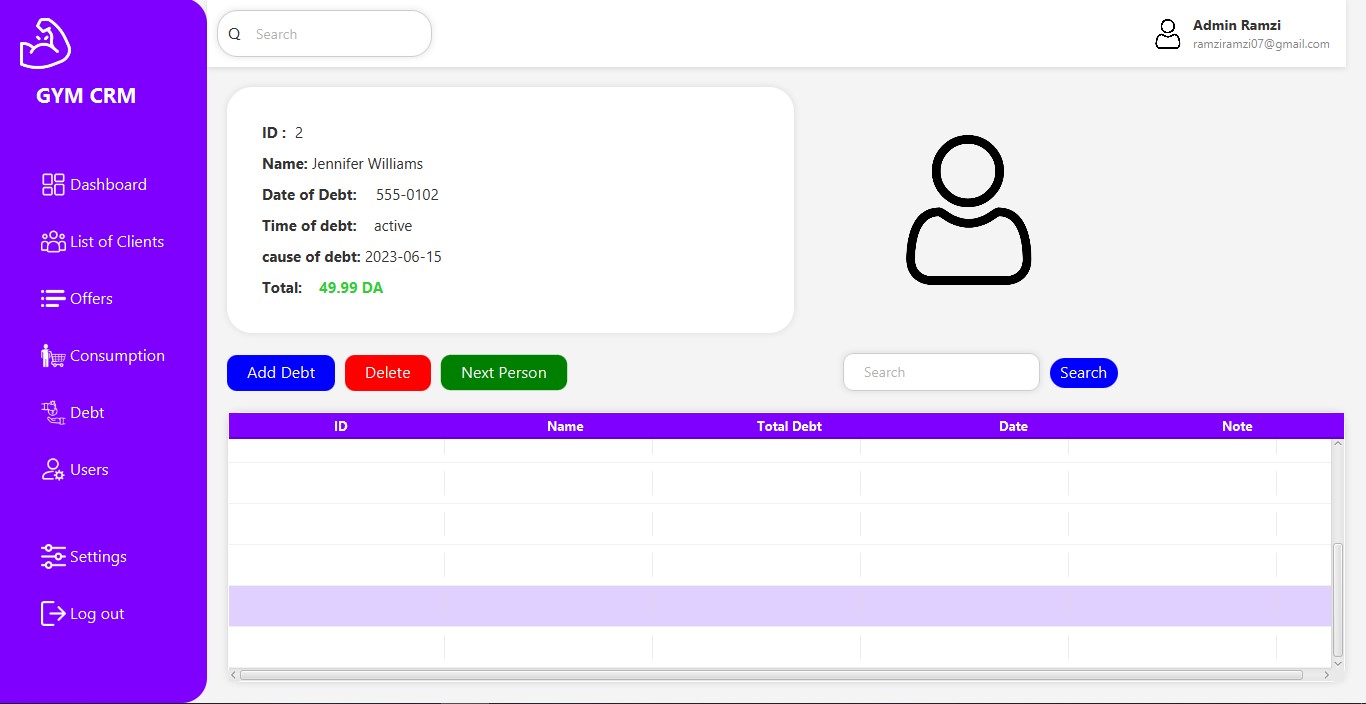 GYM CRM
Dashboard
List of Clients
Offers
Consumption
Debt
Users
Settings
Log out
Search
Admin Ramzi
ramziramzi07@gmail.com
ID : 2
Name: Jennifer Williams
Date of Debt: 555-0102
Time of debt: active
cause of debt: 2023-06-15
Total: 49.99 DA
Add Debt Delete Next Person Search Search
ID Name Total Debt Date Note